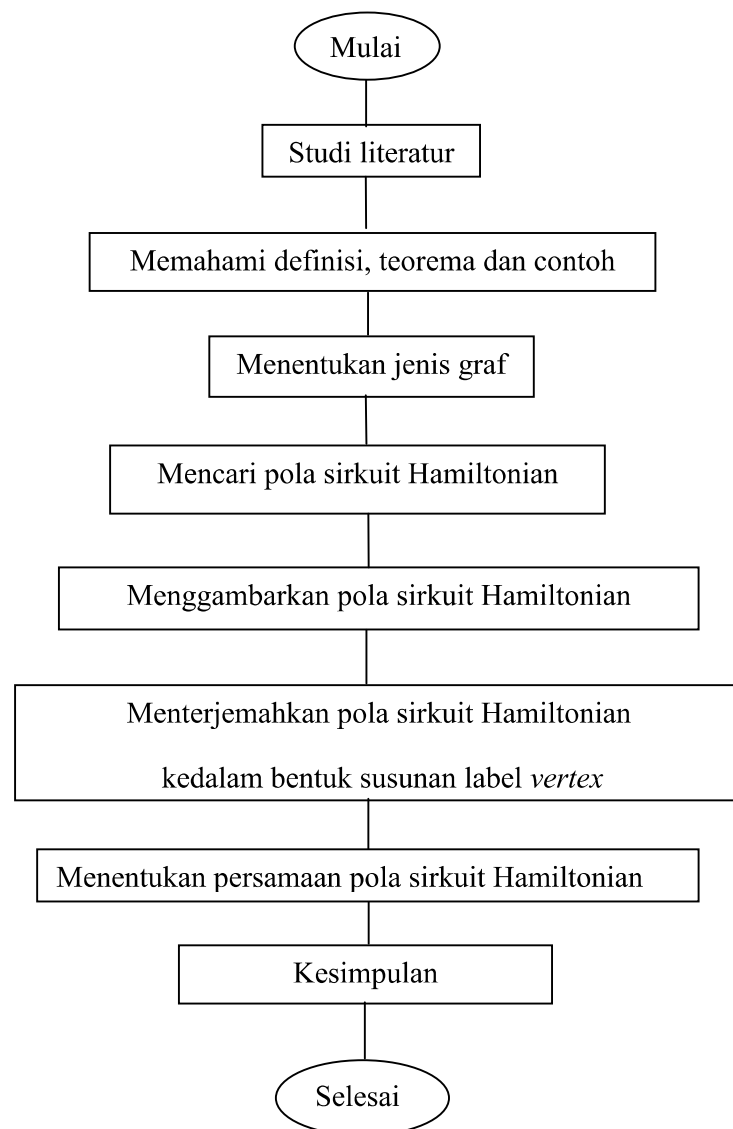 Mulai
Studi literatur
Memahami definisi, teorema dan contoh
Menentukan jenis graf
Mencari pola sirkuit Hamiltonian
Menggambarkan pola sirkuit Hamiltonian
Menterjemahkan pola sirkuit Hamiltonian
kedalam bentuk susunan label vertex
Menentukan persamaan pola sirkuit Hamiltonian
Kesimpulan
Selesai